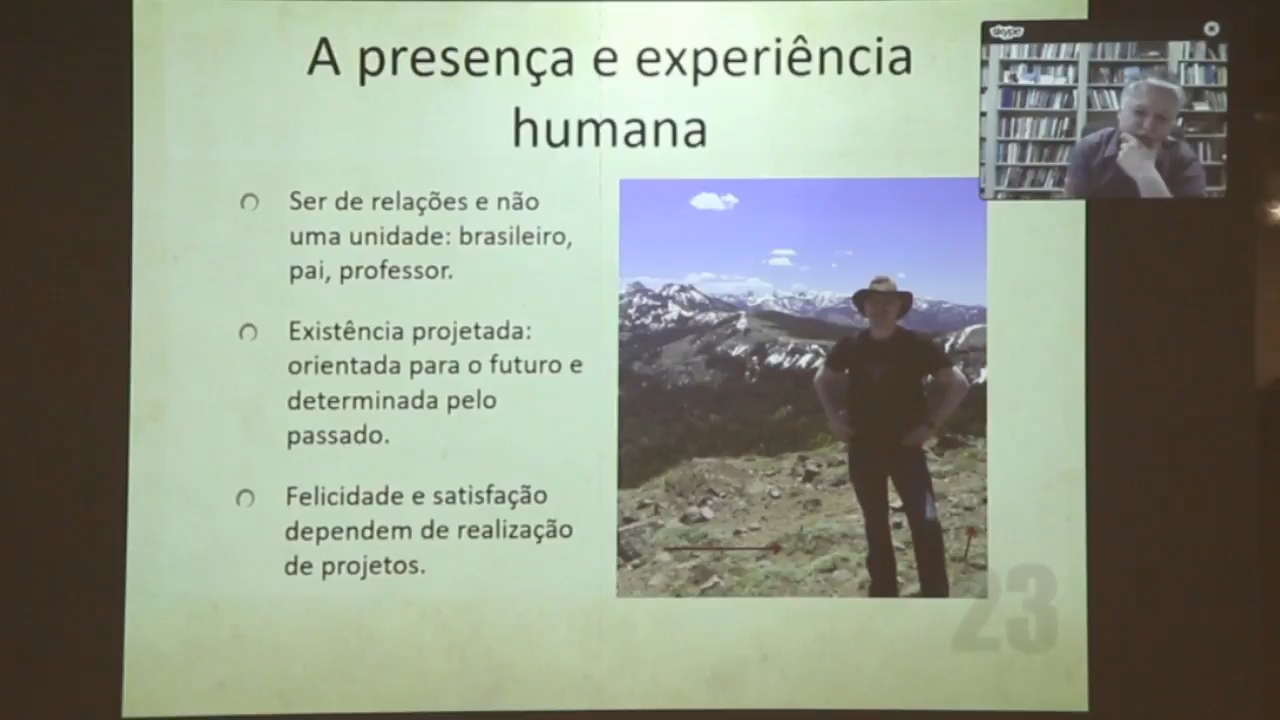 A presença e experiência
humana
skype
Ser de relações e não
uma unidade: brasileiro,
pai, professor.
Existência projetada:
orientada para o futuro e
determinada pelo
passado.
Felicidade e satisfação
dependem de realização
de projetos.
23